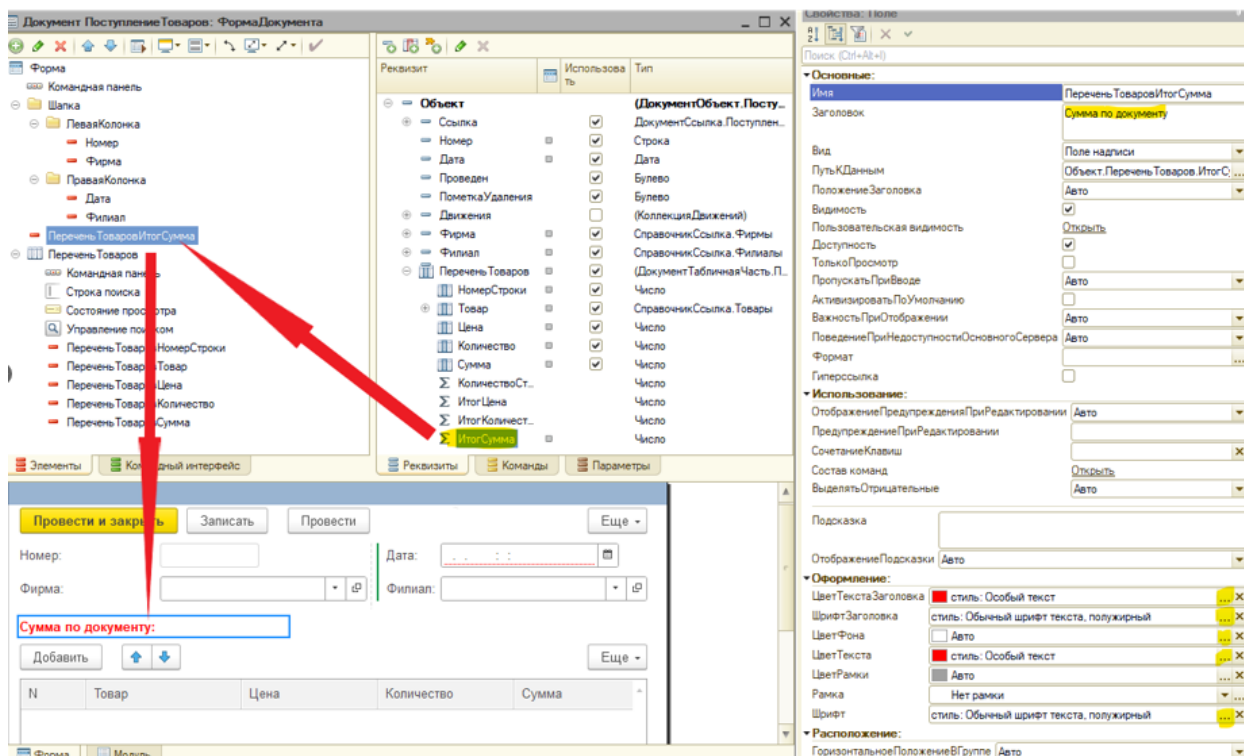 Документ ПоступлениеТоваров: ФормаДокумента
Форма
Командная панель
Шапка
ЛеваяКолонка
Номер
Фирма
ПраваяКолонка
Дата
Филиал
ПереченьТоваровИтогСумма
ПереченьТоваров
Командная панель
Строка поиска
Состояние просмотра
Управление поиском
ПереченьТоваровНомерСтроки
ПереченьТоваровТовар
ПереченьТоваровЦена
ПереченьТоваровКоличество
ПереченьТоваровСумма
Элементы
Командный интерфейс
Реквизит Использовать Тип
Объект (ДокументОбъект.Посту...
Ссылка ДокументСсылка.Поступлен...
Номер Строка
Дата Дата
Проведен Булево
ПометкаУдаления Булево
Движения (КоллекцияДвижений)
Фирма СправочникСсылка.Фирмы
Филиал СправочникСсылка.Филиалы
ПереченьТоваров (ДокументТабличнаяЧасть.П...
НомерСтроки Число
Товар СправочникСсылка.Товары
Цена Число
Количество Число
Сумма Число
КоличествоСт... Число
ИтогЦена Число
ИтогКоличест... Число
ИтогСумма Число
Реквизиты
Команды
Параметры
Провести и закрыть Записать Провести Еще
Номер: Дата: . . : :
Фирма: Филиал:
Сумма по документу:
Добавить Еще
N Товар Цена Количество Сумма
Форма Модуль
Свойства: Поле
Поиск (Ctrl+Alt+I)
Основные:
Имя ПереченьТоваровИтогСумма
Заголовок Сумма по документу
Вид Поле надписи
ПутьКДанным Объект.ПереченьТоваров.ИтогС ...
ПоложениеЗаголовка Авто
Видимость
Пользовательская видимость Открыть
Доступность
ТолькоПросмотр
ПропускатьПриВводе Авто
АктивизироватьПоУмолчанию
ВажностьПриОтображении Авто
ПоведениеПриНедоступностиОсновногоСервера Авто
Формат ...
Гиперссылка
Использование:
ОтображениеПредупрежденияПриРедактировании Авто
ПредупреждениеПриРедактировании
СочетаниеКлавиш
Состав команд Открыть
ВыделятьОтрицательные Авто
Подсказка
ОтображениеПодсказки Авто
Оформление:
ЦветТекстаЗаголовка стиль: Особый текст ...
ШрифтЗаголовка стиль: Обычный шрифт текста, полужирный ...
ЦветФона Авто ...
ЦветТекста стиль: Особый текст ...
ЦветРамки Авто ...
Рамка Нет рамки ...
Шрифт стиль: Обычный шрифт текста, полужирный ...
Расположение:
ГоризонтальноеПоложениеВГруппе Авто